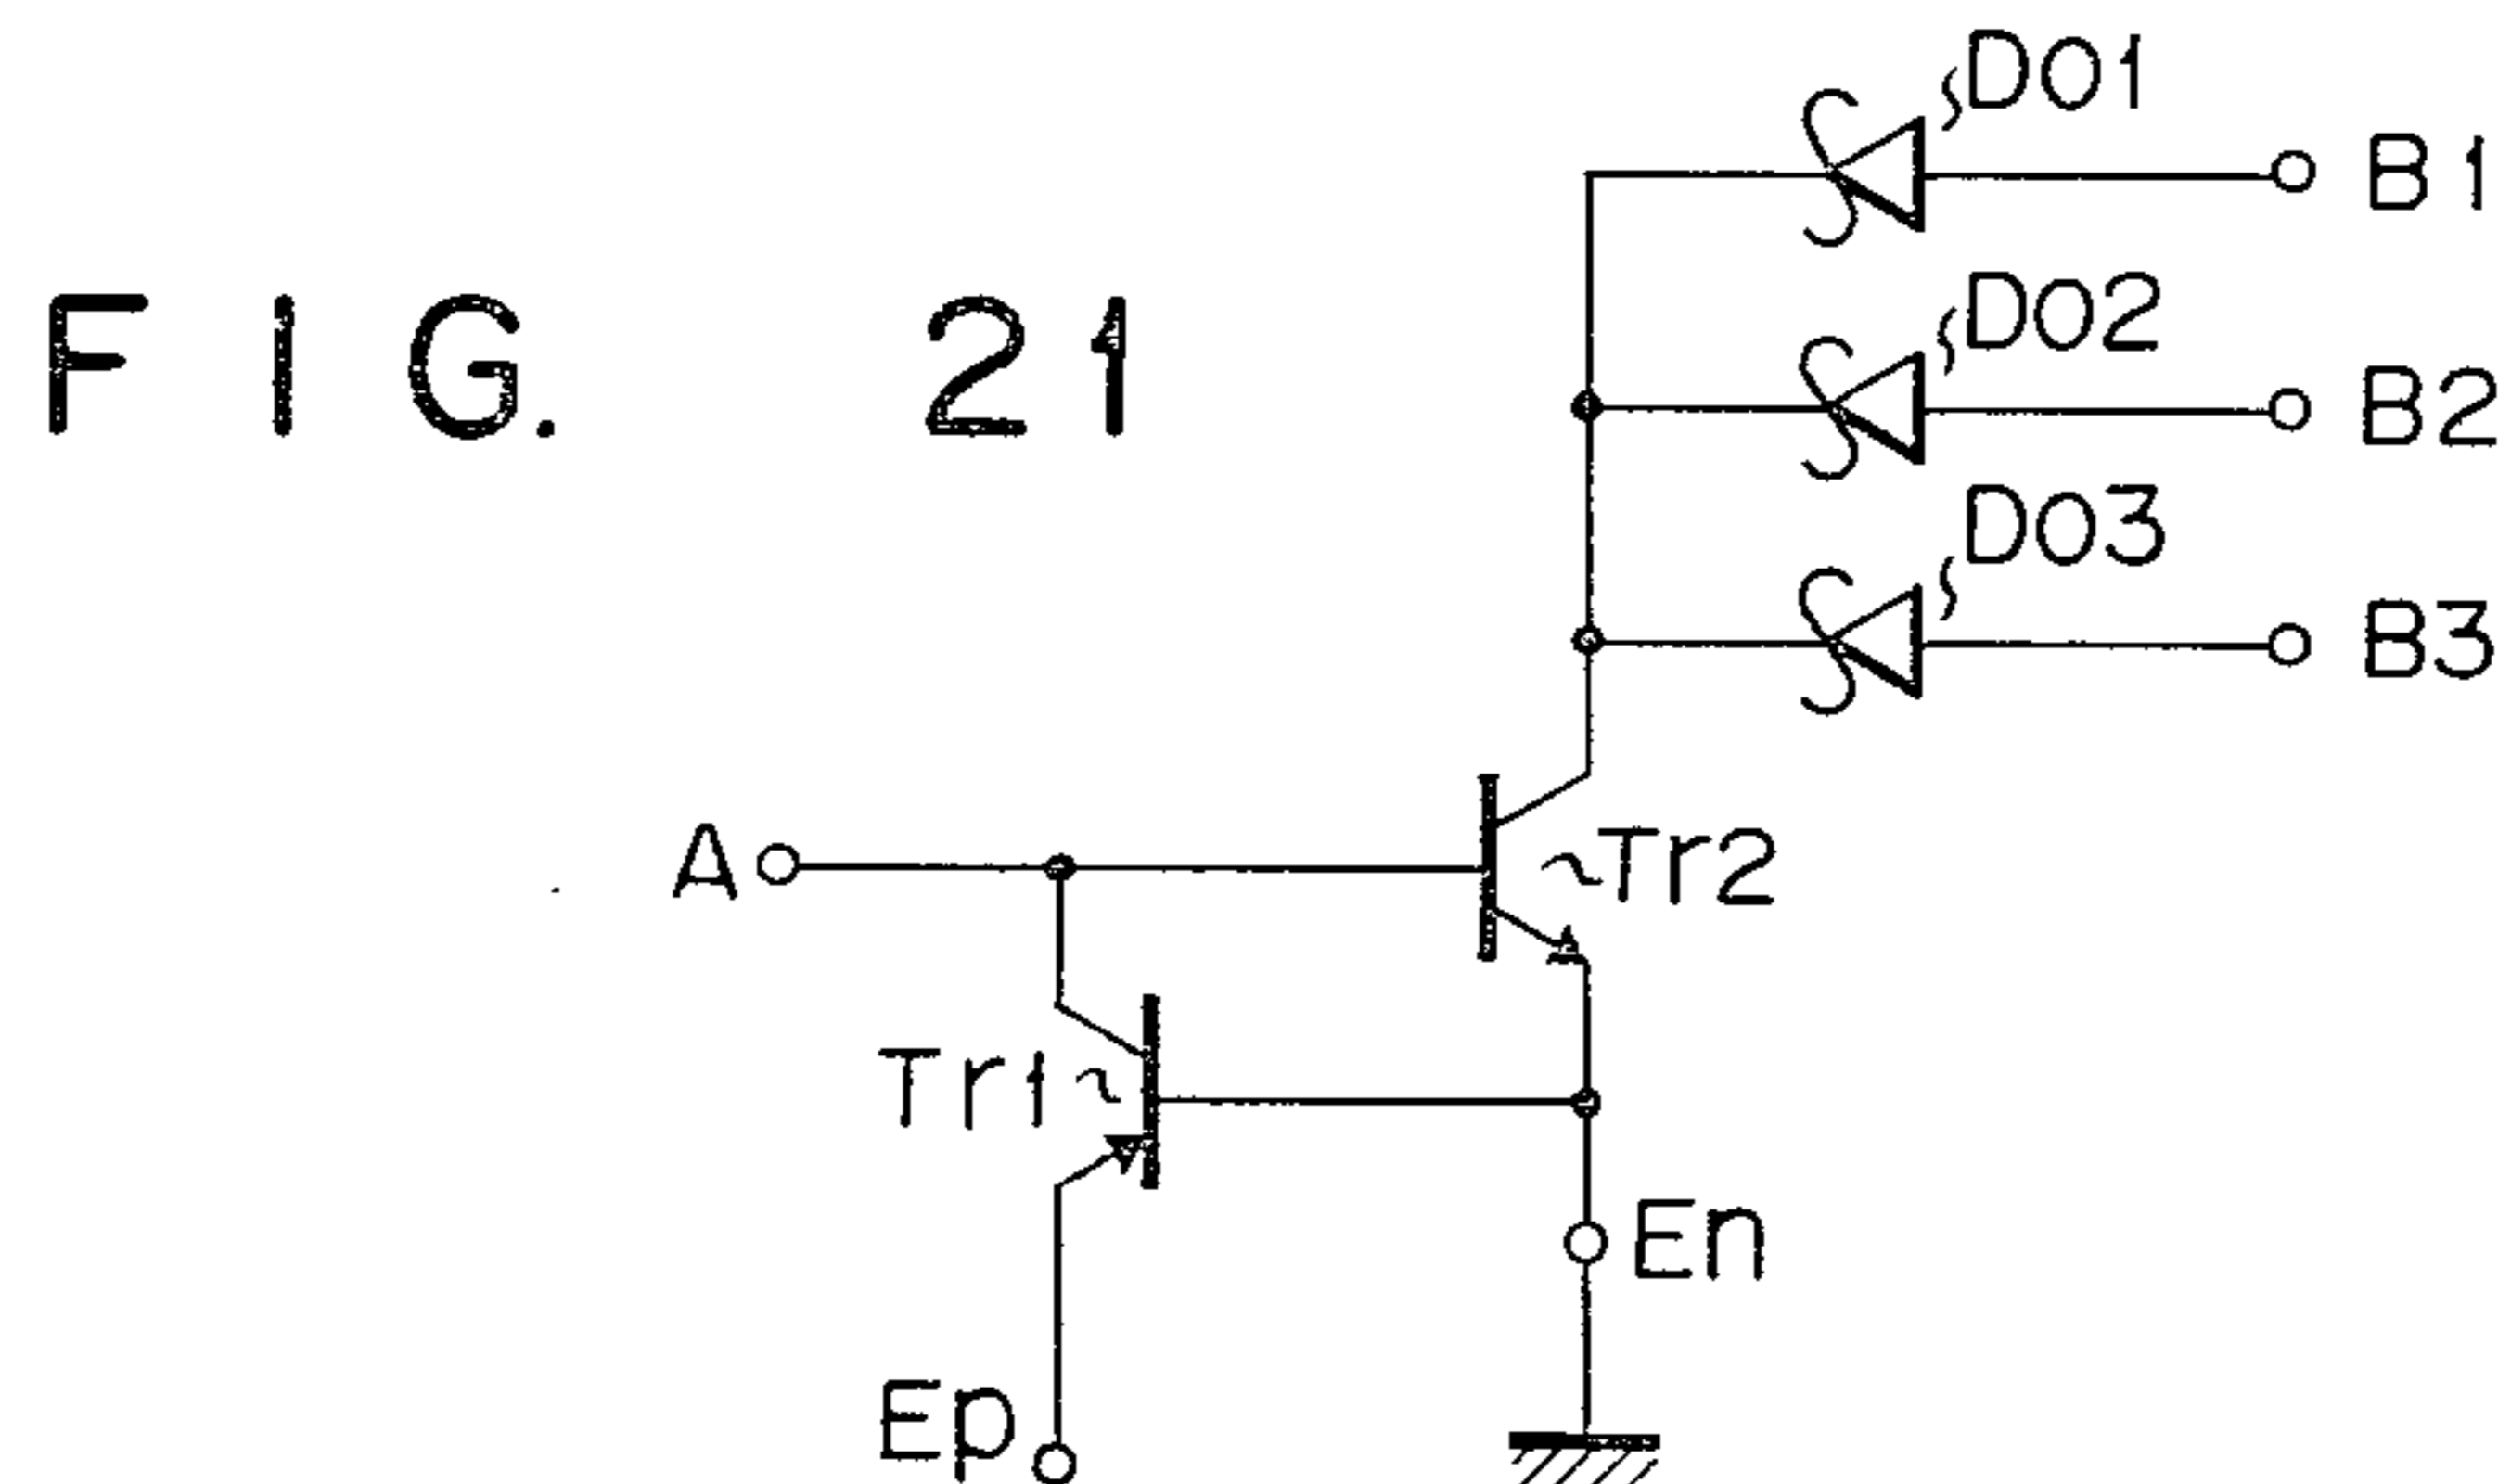 D01
B1
FIG. 21
D02
B2
D03
B3
A
Tr2
Tr1
En
Ep